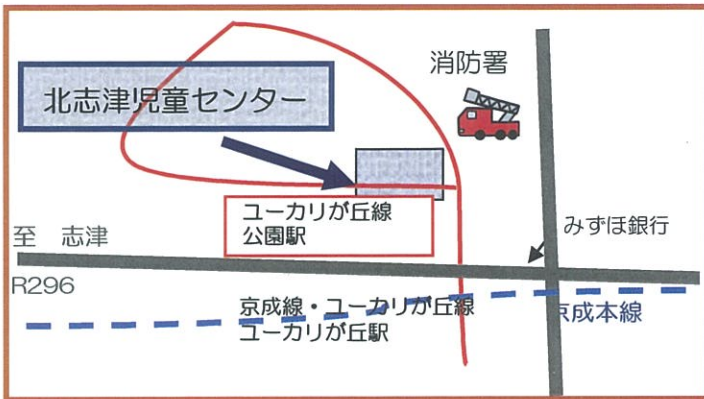 消防署
北志津児童センター
ユーカリが丘線
公園駅
みずほ銀行
至 志津
R296
京成線・ユーカリが丘線
ユーカリが丘駅
京成本線